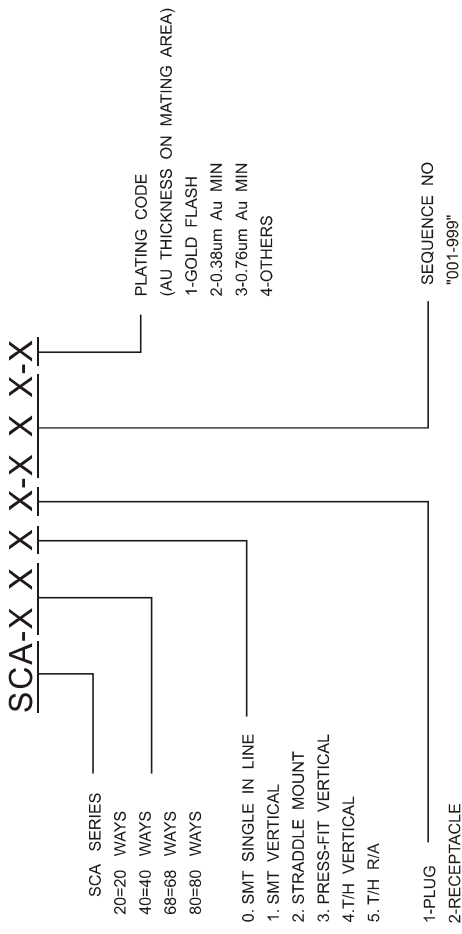 SCA-X X X X-X X X-X
SCA SERIES
20=20 WAYS
40=40 WAYS
68=68 WAYS
80=80 WAYS
0. SMT SINGLE IN LINE
1. SMT VERTICAL
2. STRADDLE MOUNT
3. PRESS-FIT VERTICAL
4.T/H VERTICAL
5. T/H R/A
1-PLUG
2-RECEPTACLE
PLATING CODE
(AU THICKNESS ON MATING AREA)
1-GOLD FLASH
2-0.38um Au MIN
3-0.76um Au MIN
4-OTHERS
SEQUENCE NO
"001-999"